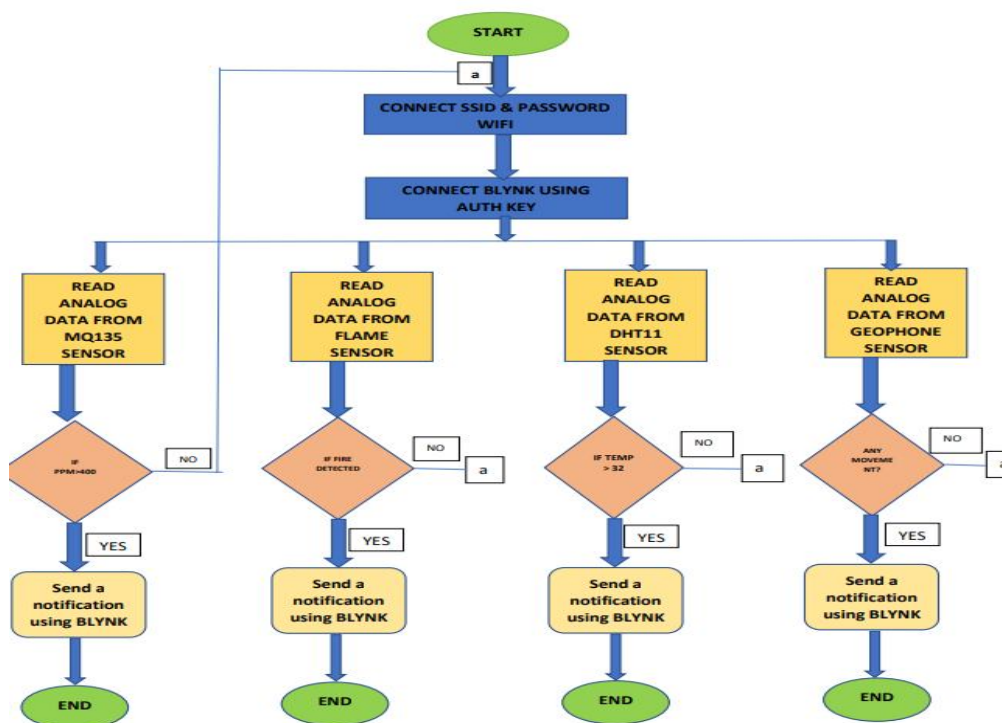 START
a
CONNECT SSID & PASSWORD
WIFI
CONNECT BLYNK USING
AUTH KEY
READ
ANALOG
DATA FROM
MQ135
SENSOR
READ
ANALOG
DATA FROM
FLAME
SENSOR
READ
ANALOG
DATA FROM
DHT11
SENSOR
READ
ANALOG
DATA FROM
GEOPHONE
SENSOR
IF
PPM>400
NO
IF FIRE
DETECTED
NO
a
IF TEMP
> 32
NO
a
ANY
MOVEME
NT?
NO
a
YES
YES
YES
YES
Send a
notification
using BLYNK
Send a
notification
using BLYNK
Send a
notification
using BLYNK
Send a
notification
using BLYNK
END
END
END
END